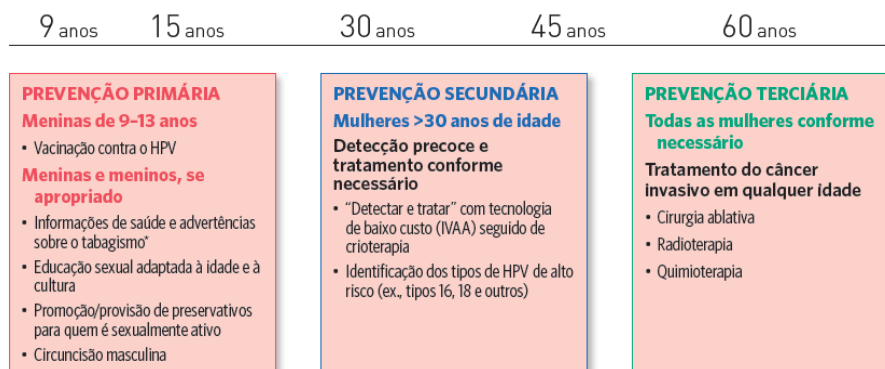 9 anos 15 anos 30 anos 45 anos 60 anos
PREVENÇÃO PRIMÁRIA
Meninas de 9–13 anos
• Vacinação contra o HPV
Meninas e meninos, se
apropriado
• Informações de saúde e advertências
sobre o tabagismo*
• Educação sexual adaptada à idade e à
cultura
• Promoção/provisão de preservativos
para quem é sexualmente ativo
• Circuncisão masculina
PREVENÇÃO SECUNDÁRIA
Mulheres >30 anos de idade
Detecção precoce e
tratamento conforme
necessário
• “Detectar e tratar” com tecnologia
de baixo custo (IVAA) seguido de
crioterapia
• Identificação dos tipos de HPV de alto
risco (ex., tipos 16, 18 e outros)
PREVENÇÃO TERCIÁRIA
Todas as mulheres conforme
necessário
Tratamento do câncer
invasivo em qualquer idade
• Cirurgia ablativa
• Radioterapia
• Quimioterapia